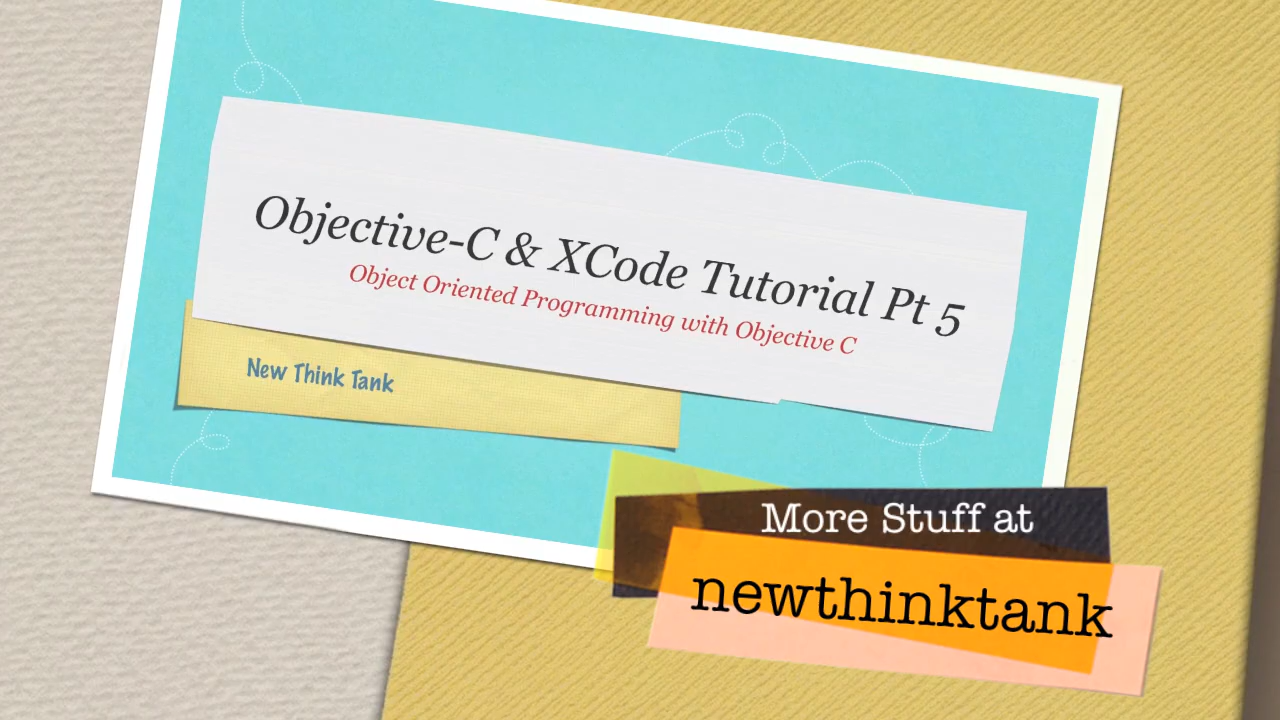 Objective-C & XCode Tutorial Pt 5
Object Oriented Programming with Objective C
New Think Tank
More Stuff at
newthinktank